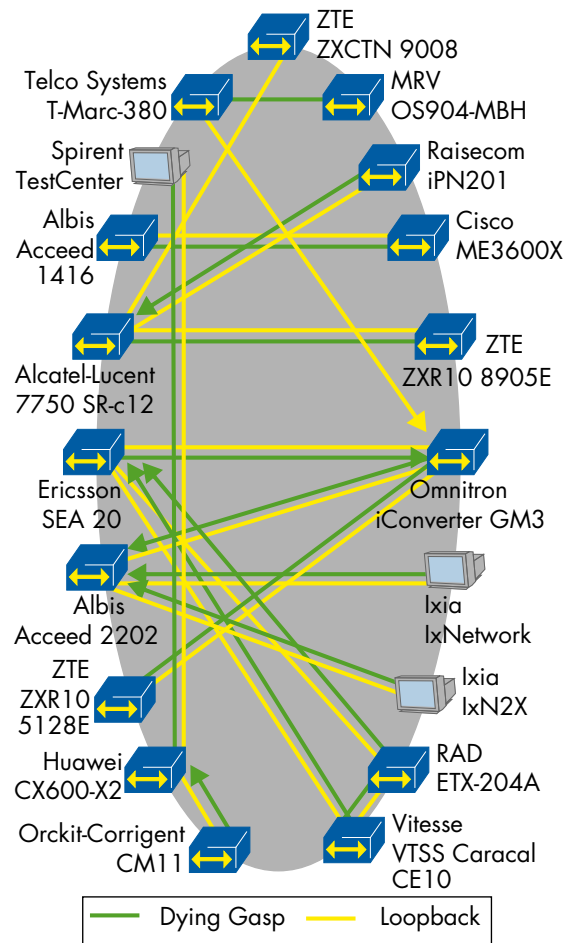 ZTE
ZXCTN 9008
Telco Systems
T-Marc-380
MRV
OS904-MBH
Spirent
TestCenter
Raisecom
iPN201
Albis
Acceed
1416
Cisco
ME3600X
Alcatel-Lucent
7750 SR-c12
ZTE
ZXR10 8905E
Ericsson
SEA 20
Omnitron
iConverter GM3
Albis
Acceed 2202
Ixia
IxNetwork
ZTE
ZXR10
5128E
Ixia
IxN2X
Huawei
CX600-X2
RAD
ETX-204A
Orckit-Corrigent
CM11
Vitesse
VTSS Caracal
CE10
Dying Gasp
Loopback